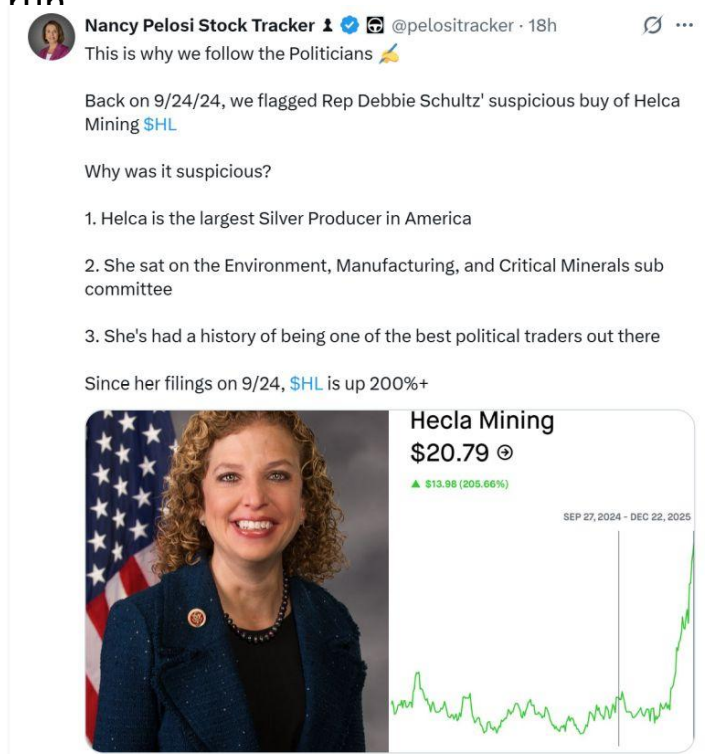 Nancy Pelosi Stock Tracker @pelositracker · 18h
This is why we follow the Politicians ✍️
Back on 9/24/24, we flagged Rep Debbie Schultz' suspicious buy of Helca
Mining $HL
Why was it suspicious?
1. Helca is the largest Silver Producer in America
2. She sat on the Environment, Manufacturing, and Critical Minerals sub
committee
3. She's had a history of being one of the best political traders out there
Since her filings on 9/24, $HL is up 200%+
Hecla Mining
$20.79
▲ $13.98 (205.66%)
SEP 27, 2024 - DEC 22, 2025